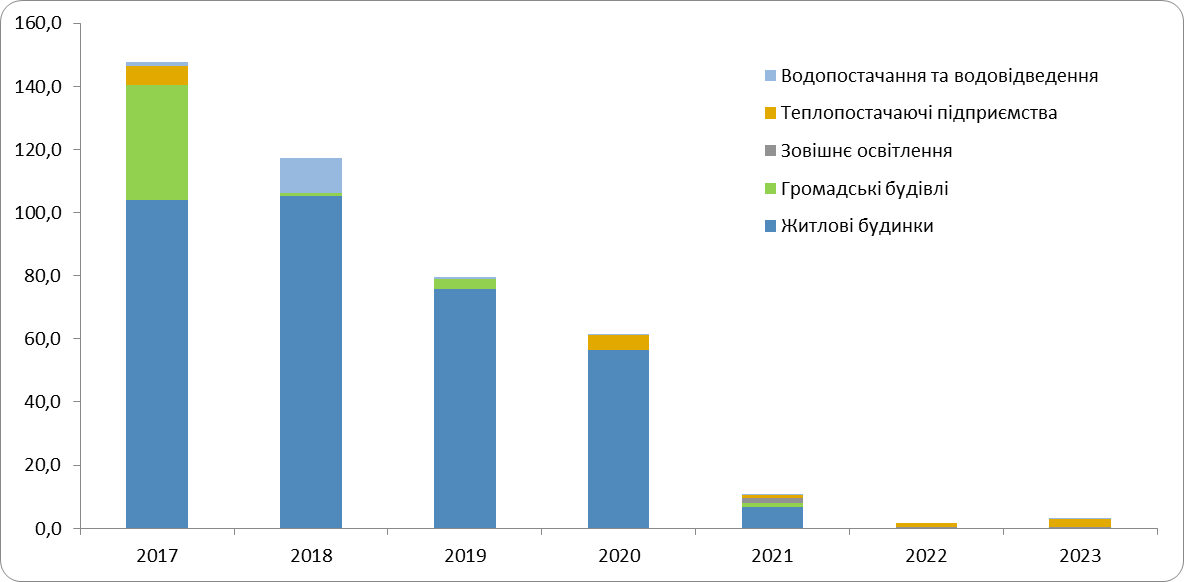 160,0
140,0
120,0
100,0
80,0
60,0
40,0
20,0
0,0
2017 2018 2019 2020 2021 2022 2023
Водопостачання та водовідведення
Теплопостачаючі підприємства
Зовішнє освітлення
Громадські будівлі
Житлові будинки